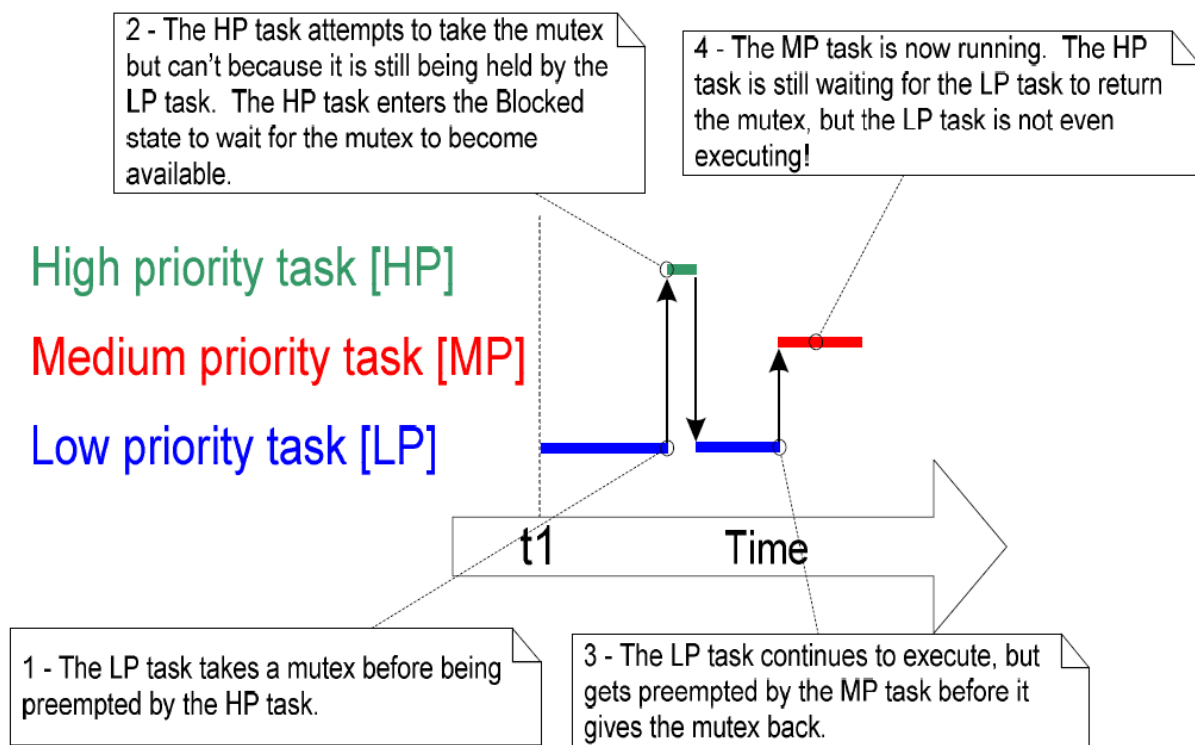 2 - The HP task attempts to take the mutex
but can't because it is still being held by the
LP task.  The HP task enters the Blocked
state to wait for the mutex to become
available.
4 - The MP task is now running.  The HP
task is still waiting for the LP task to return
the mutex, but the LP task is not even
executing!
High priority task [HP]
Medium priority task [MP]
Low priority task [LP]
t1
Time
1 - The LP task takes a mutex before being
preempted by the HP task.
3 - The LP task continues to execute, but
gets preempted by the MP task before it
gives the mutex back.